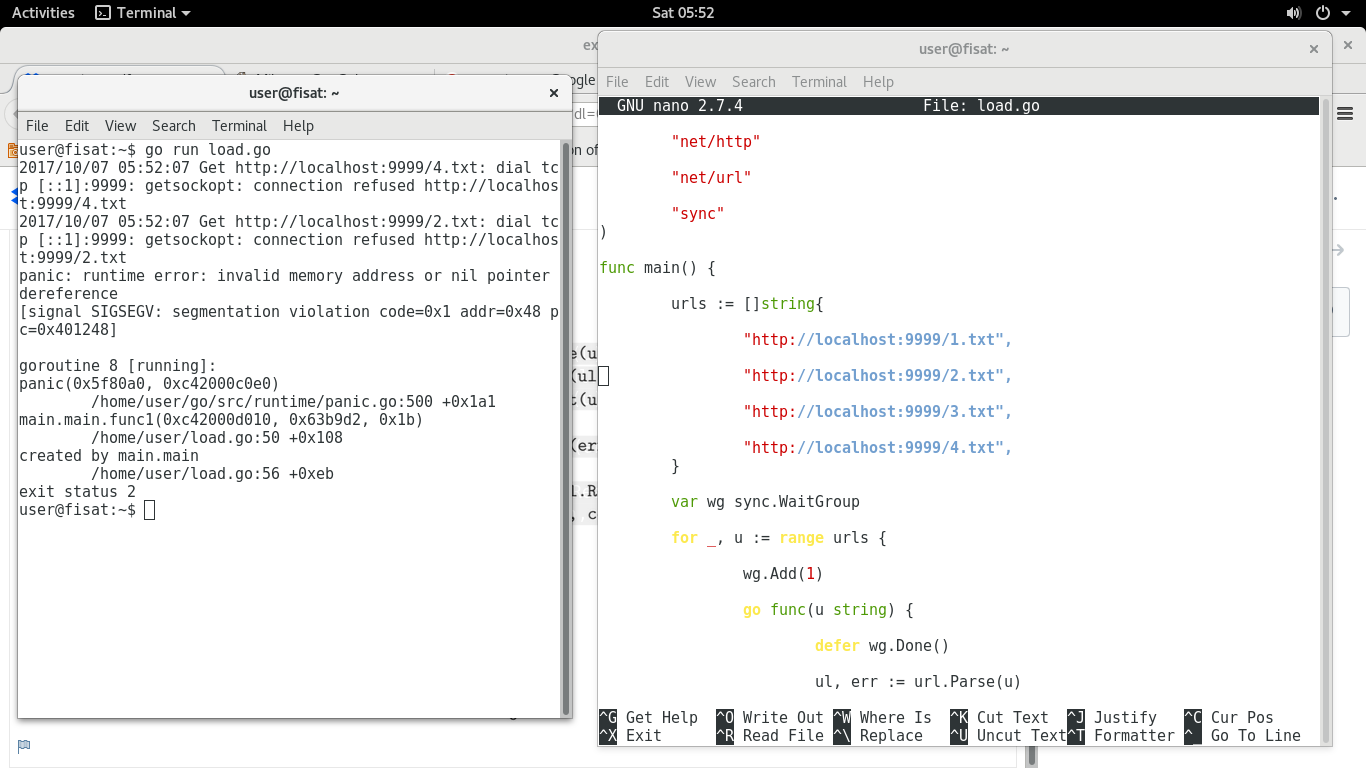 Activities Terminal Sat 05:52
ex
oogle
dl=
on of
user@fisat: ~
File Edit View Search Terminal Help
user@fisat:~$ go run load.go
2017/10/07 05:52:07 Get http://localhost:9999/4.txt: dial tc
p [::1]:9999: getsockopt: connection refused http://localhos
t:9999/4.txt
2017/10/07 05:52:07 Get http://localhost:9999/2.txt: dial tc
p [::1]:9999: getsockopt: connection refused http://localhos
t:9999/2.txt
panic: runtime error: invalid memory address or nil pointer
dereference
[signal SIGSEGV: segmentation violation code=0x1 addr=0x48 p
c=0x401248]
goroutine 8 [running]:
panic(0x5f80a0, 0xc42000c0e0)
/home/user/go/src/runtime/panic.go:500 +0x1a1
main.main.func1(0xc42000d010, 0x63b9d2, 0x1b)
/home/user/load.go:50 +0x108
created by main.main
/home/user/load.go:56 +0xeb
exit status 2
user@fisat:~$
e(u
(ul
t(u
(er
l.R
, c
user@fisat: ~
File Edit View Search Terminal Help
GNU nano 2.7.4 File: load.go
"net/http"
"net/url"
"sync"
)
func main() {
urls := []string{
"http://localhost:9999/1.txt",
"http://localhost:9999/2.txt",
"http://localhost:9999/3.txt",
"http://localhost:9999/4.txt",
}
var wg sync.WaitGroup
for _, u := range urls {
wg.Add(1)
go func(u string) {
defer wg.Done()
ul, err := url.Parse(u)
^G Get Help ^O Write Out ^W Where Is ^K Cut Text ^J Justify ^C Cur Pos
^X Exit ^R Read File ^\ Replace ^U Uncut Text ^T Formatter ^_ Go To Line